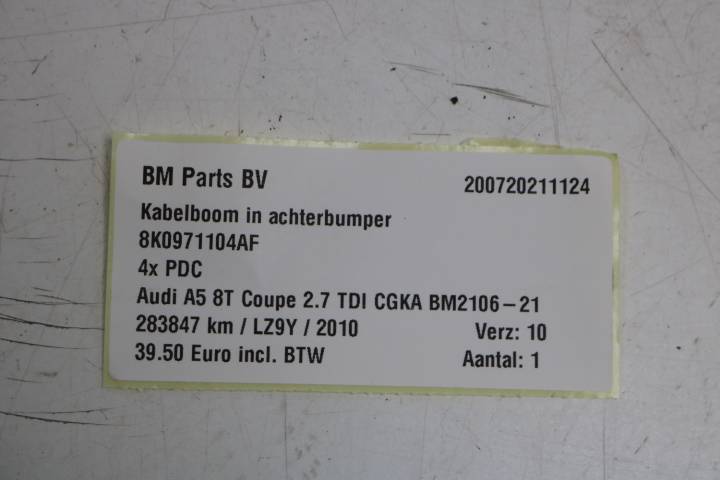 BM Parts BV 200720211124
Kabelboom in achterbumper
8K0971104AF
4x PDC
Audi A5 8T Coupe 2.7 TDI CGKA BM2106-21
283847 km / LZ9Y / 2010 Verz: 10
39.50 Euro incl. BTW Aantal: 1